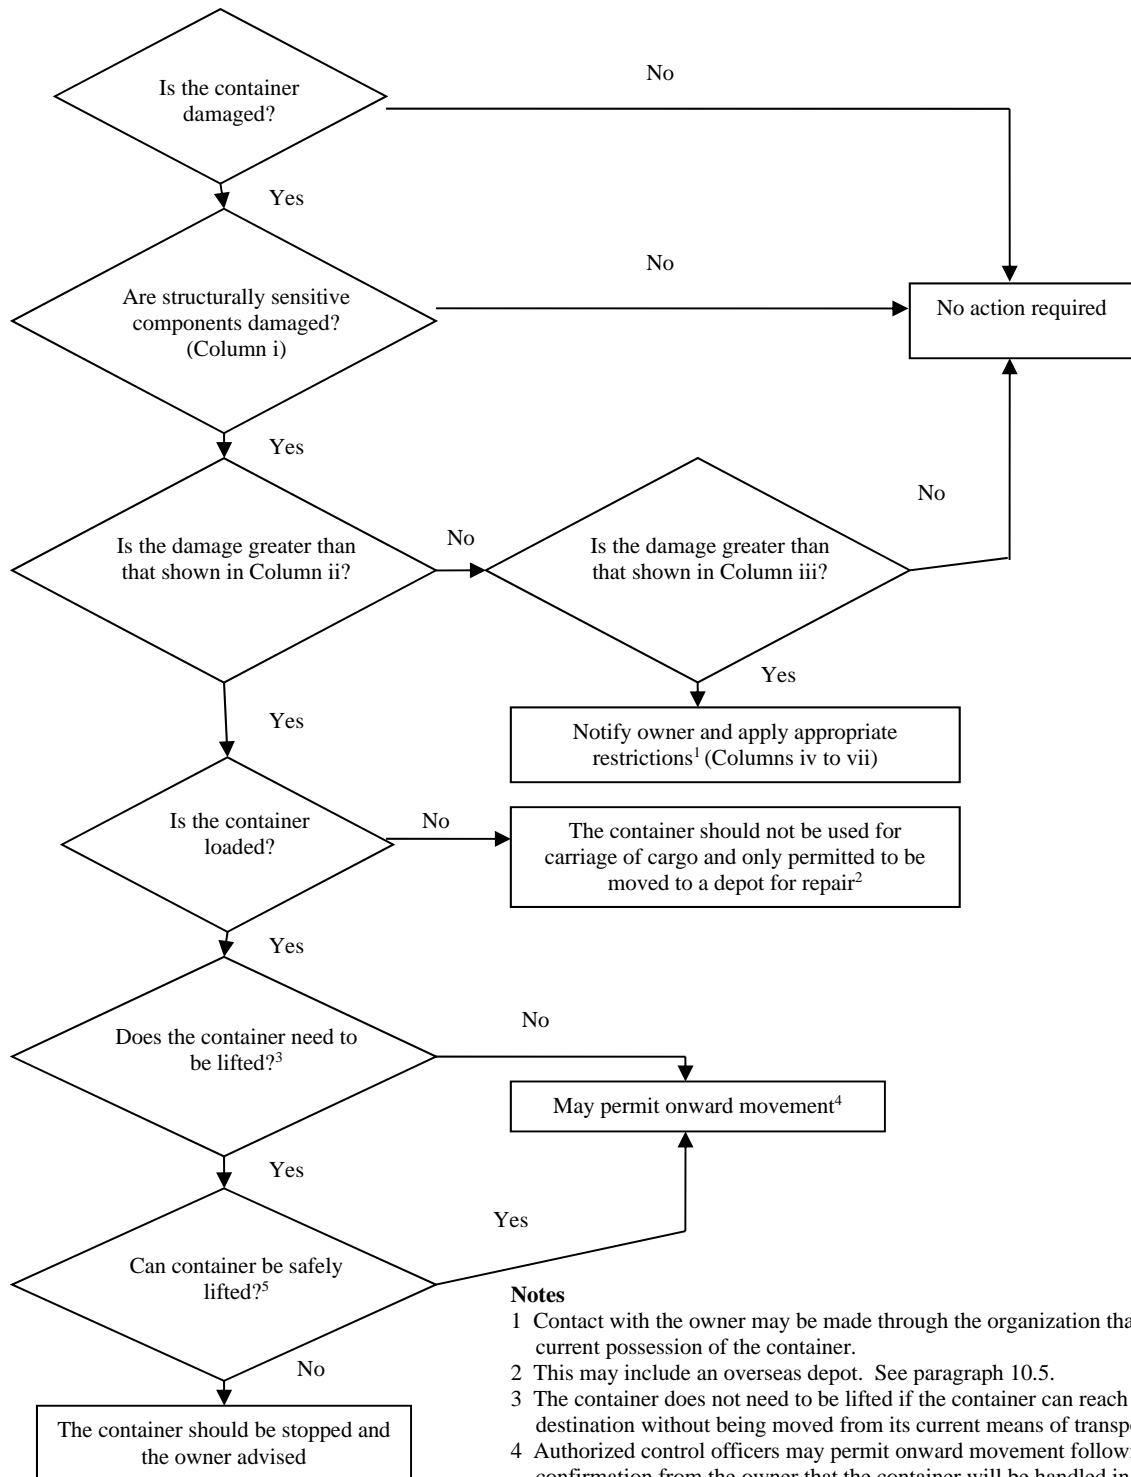 Is the container
damaged?
No
Yes
Are structurally sensitive
components damaged?
(Column i)
No
No action required
Yes
Is the damage greater than
that shown in Column ii?
No
Is the damage greater than
that shown in Column iii?
No
Yes
Notify owner and apply appropriate
restrictions¹ (Columns iv to vii)
Yes
Is the container
loaded?
No
The container should not be used for
carriage of cargo and only permitted to be
moved to a depot for repair²
Yes
Does the container need to
be lifted?³
No
May permit onward movement⁴
Yes
Can container be safely
lifted?⁵
Yes
No
The container should be stopped and
the owner advised
Notes
1 Contact with the owner may be made through the organization
current possession of the container.
2 This may include an overseas depot. See paragraph 10.5.
3 The container does not need to be lifted if the container can reach
destination without being moved from its current means of
4 Authorized control officers may permit onward movement
confirmation from the owner that the container will be handled in